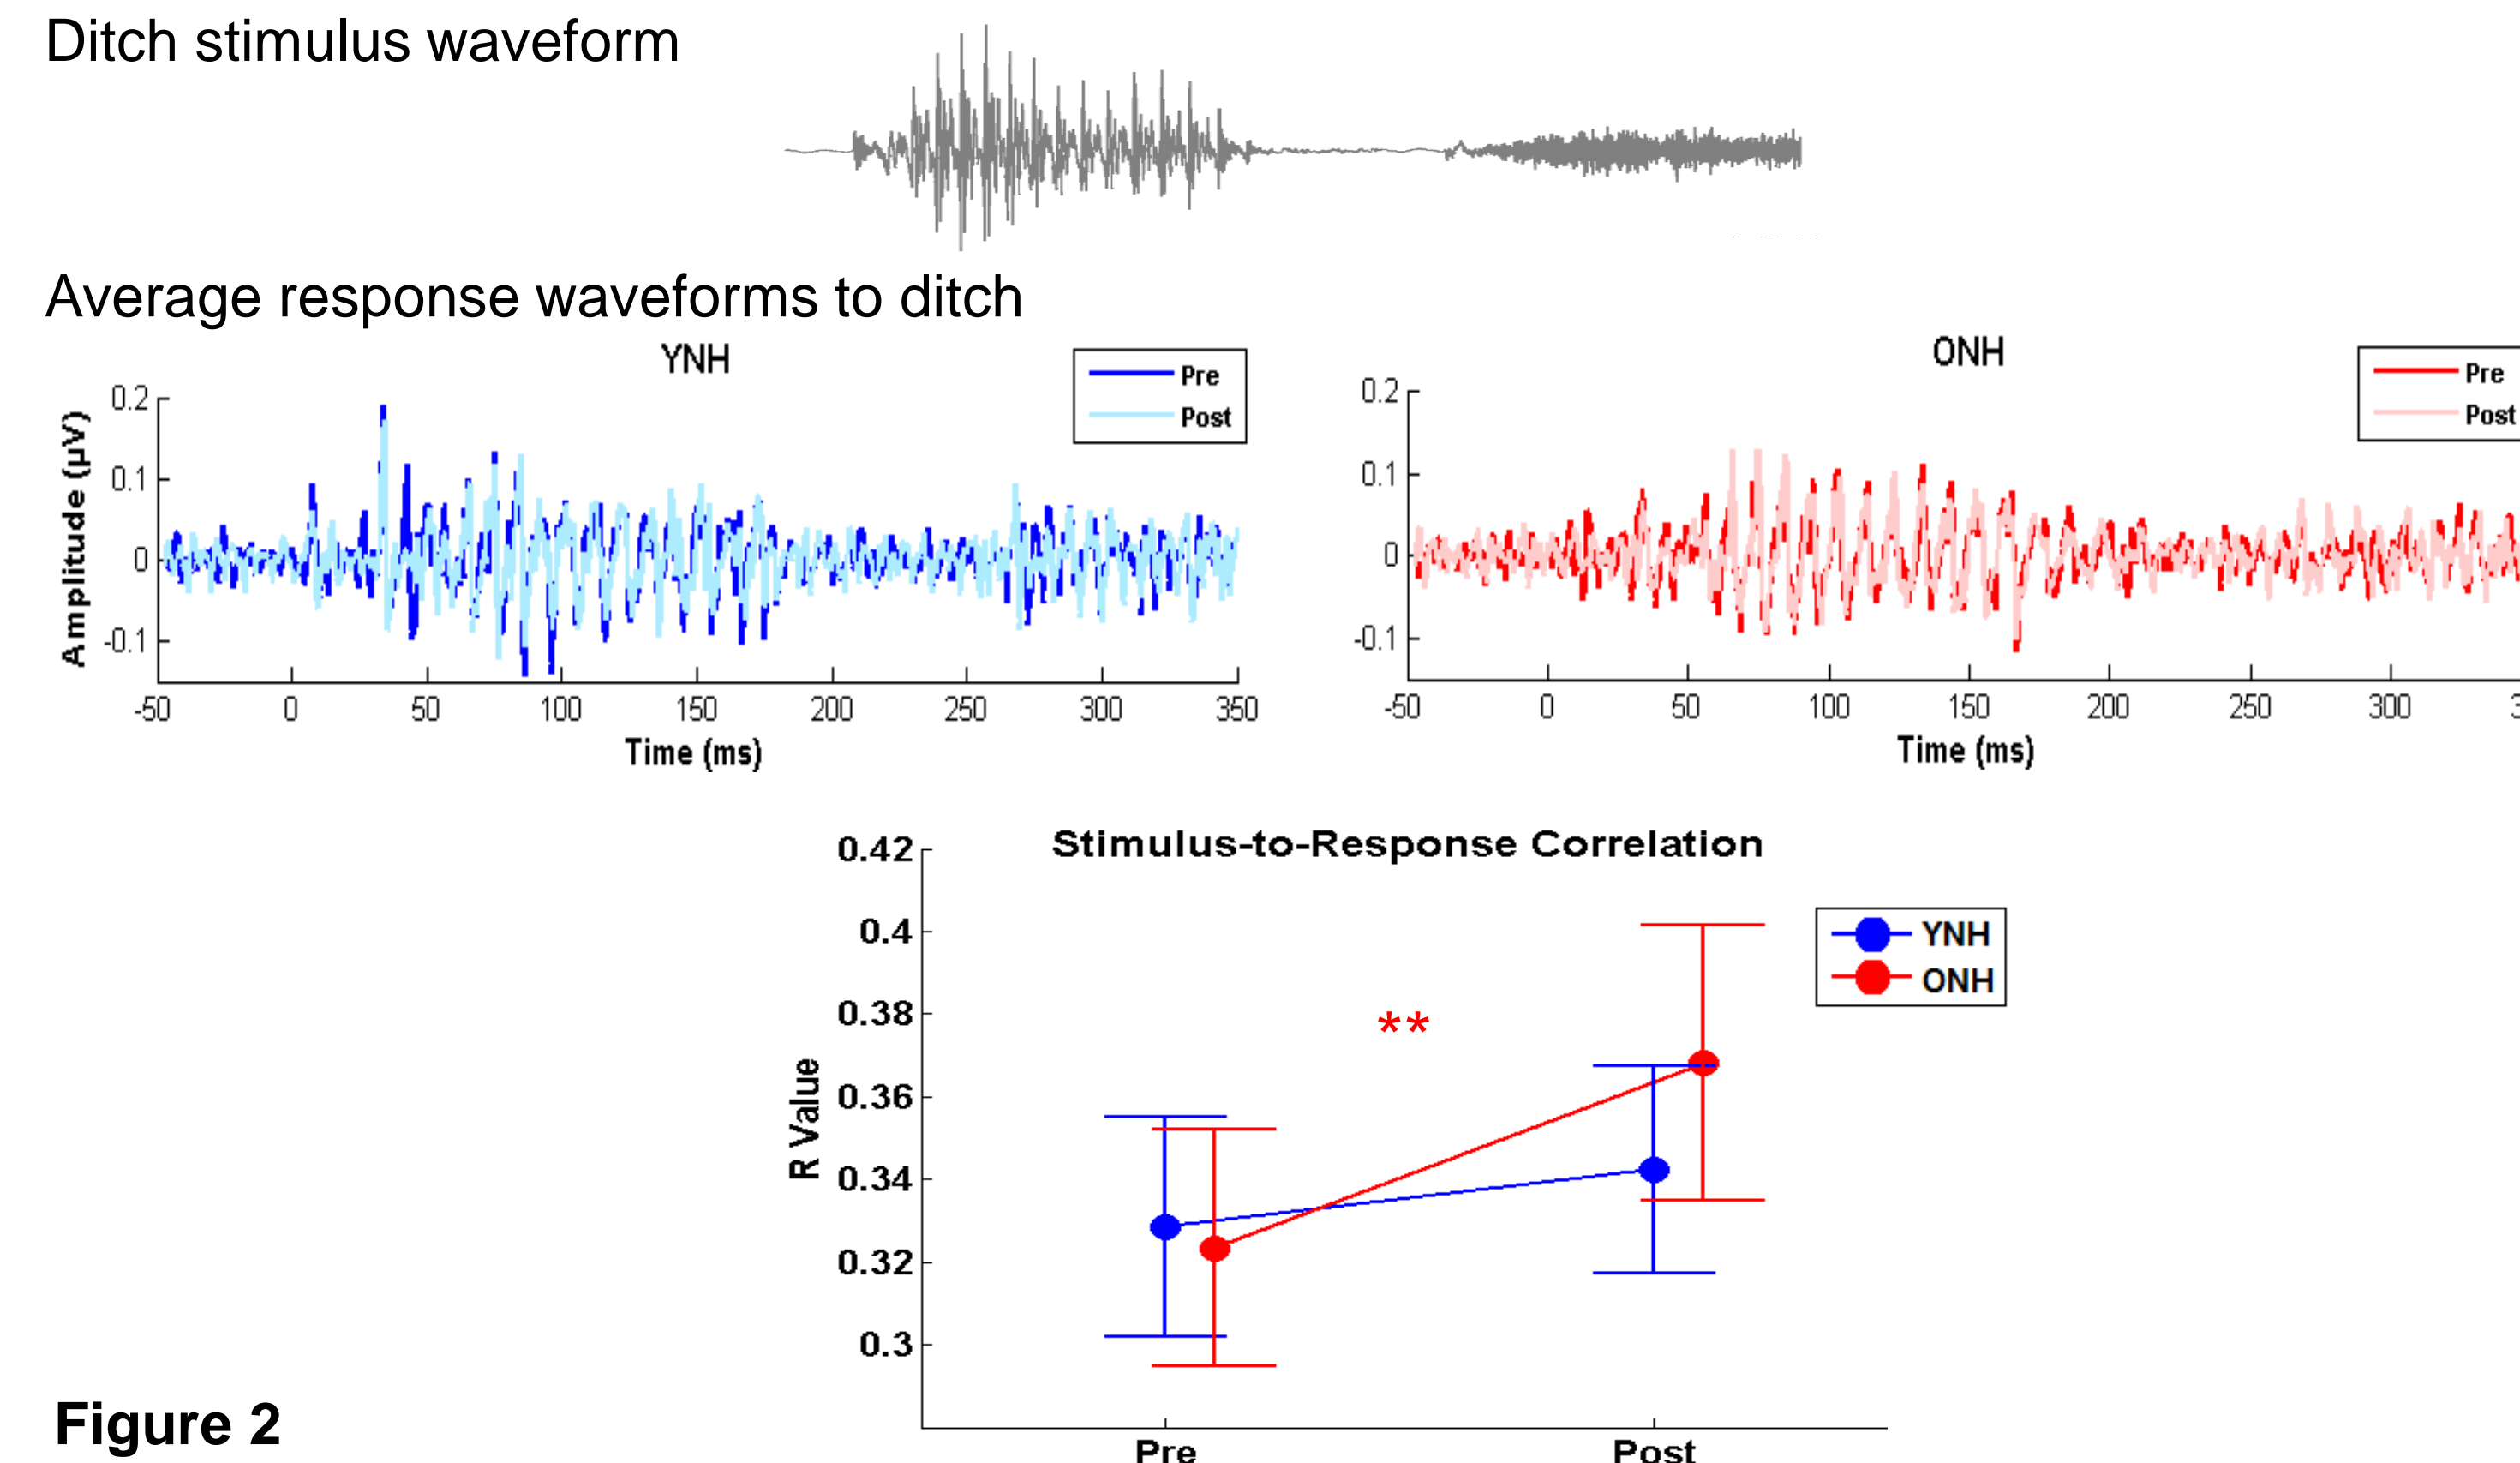 Ditch stimulus waveform
Average response waveforms to ditch
YNH
Pre
Post
0.2
0.1
0
-0.1
Amplitude (µV)
-50 0 50 100 150 200 250 300 350
Time (ms)
ONH
Pre
Post
0.2
0.1
0
-0.1
-50 0 50 100 150 200 250 300
Time (ms)
Stimulus-to-Response Correlation
0.42
0.4
0.38
0.36
0.34
0.32
0.3
R Value
**
YNH
ONH
Pre Post
Figure 2